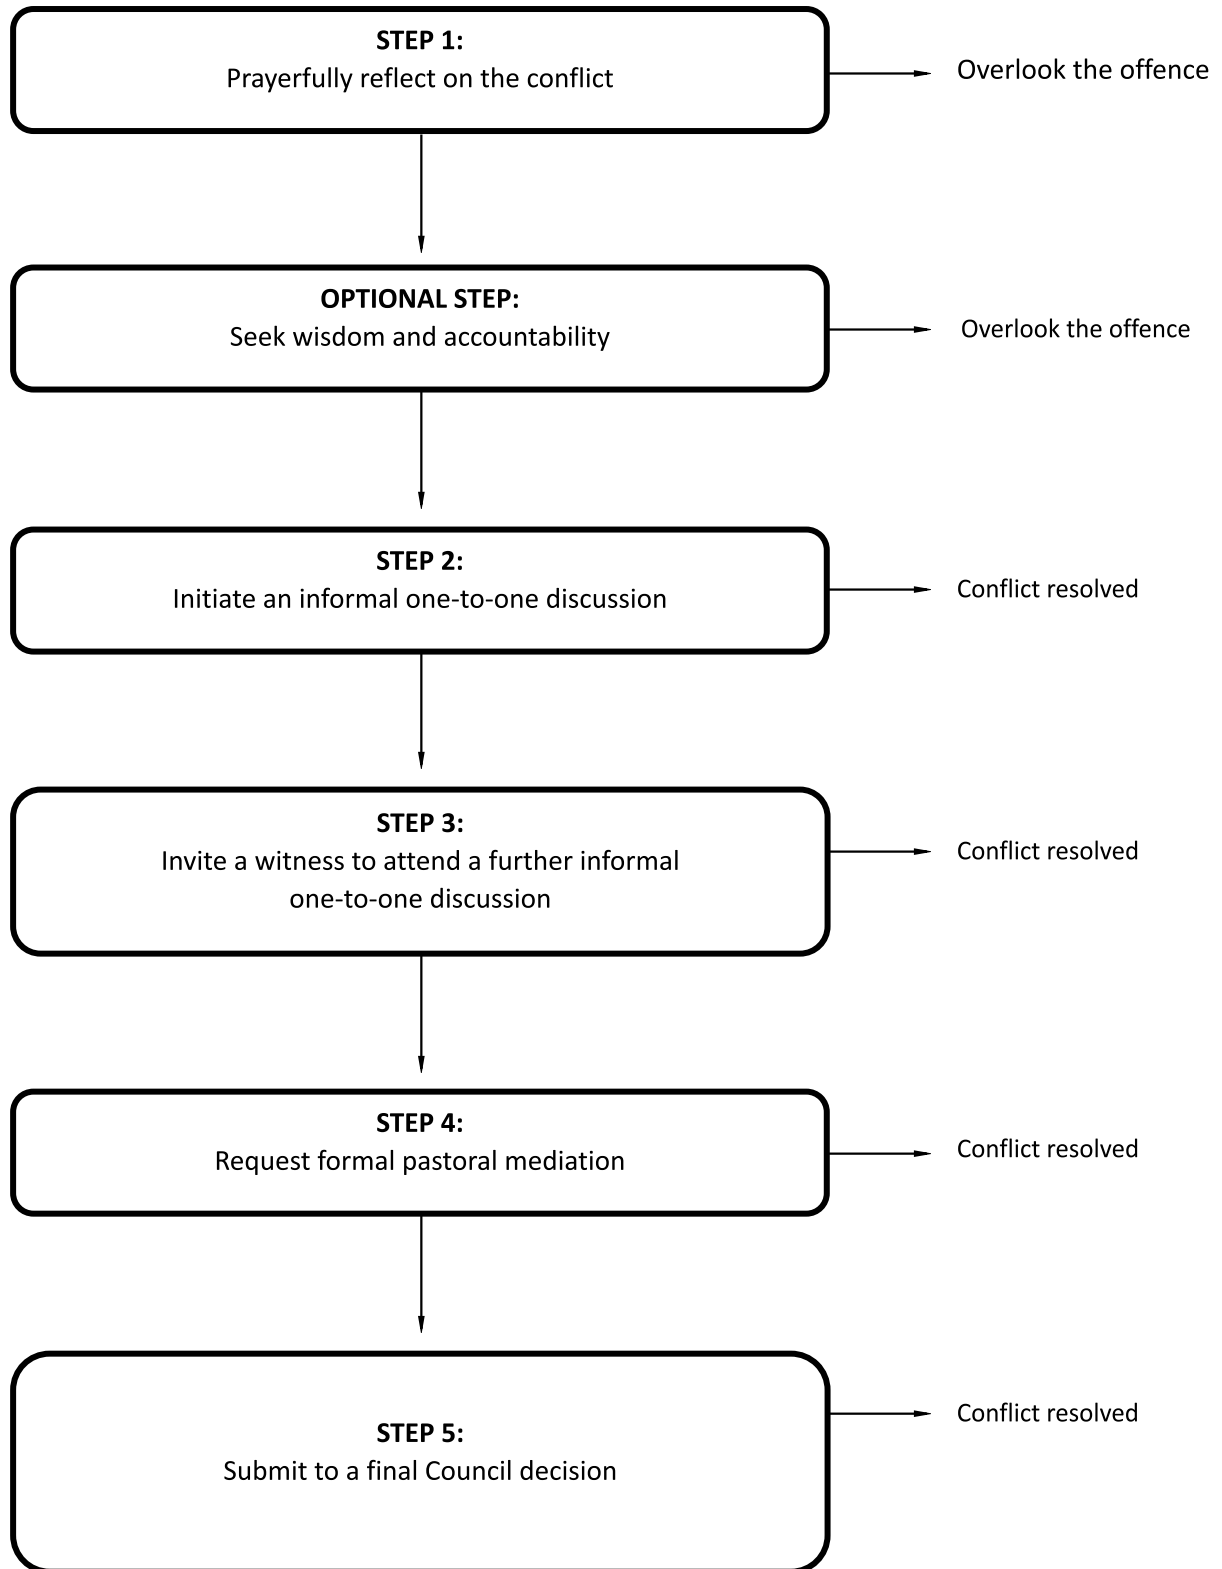 STEP 1:
Prayerfully reflect on the conflict
Overlook the offence
OPTIONAL STEP:
Seek wisdom and accountability
Overlook the offence
STEP 2:
Initiate an informal one-to-one discussion
Conflict resolved
STEP 3:
Invite a witness to attend a further informal
one-to-one discussion
Conflict resolved
STEP 4:
Request formal pastoral mediation
Conflict resolved
STEP 5:
Submit to a final Council decision
Conflict resolved